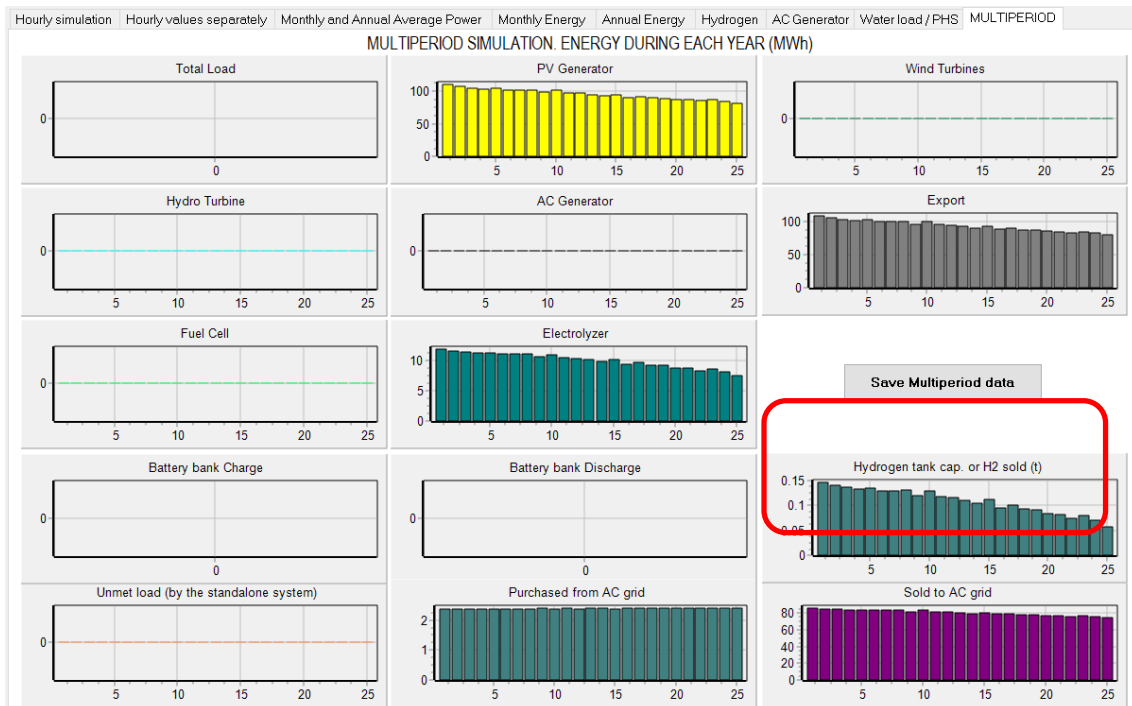 Hourly simulation Hourly values separately Monthly and Annual Average Power Monthly Energy Annual Energy Hydrogen AC Generator Water load / PHS MULTIPERIOD
MULTIPERIOD SIMULATION. ENERGY DURING EACH YEAR (MWh)
Total Load
0
0
PV Generator
100
50
0
5 10 15 20 25
Wind Turbines
0
5 10 15 20 25
Hydro Turbine
0
5 10 15 20 25
AC Generator
0
5 10 15 20 25
Export
100
50
0
5 10 15 20 25
Fuel Cell
0
5 10 15 20 25
Electrolyzer
10
5
0
5 10 15 20 25
Save Multiperiod data
Battery bank Charge
0
0
Battery bank Discharge
0
0
Hydrogen tank cap. or H2 sold (t)
0.15
0.1
0.05
0
5 10 15 20 25
Unmet load (by the standalone system)
0
5 10 15 20 25
Purchased from AC grid
2
1
0
5 10 15 20 25
Sold to AC grid
80
60
40
20
0
5 10 15 20 25